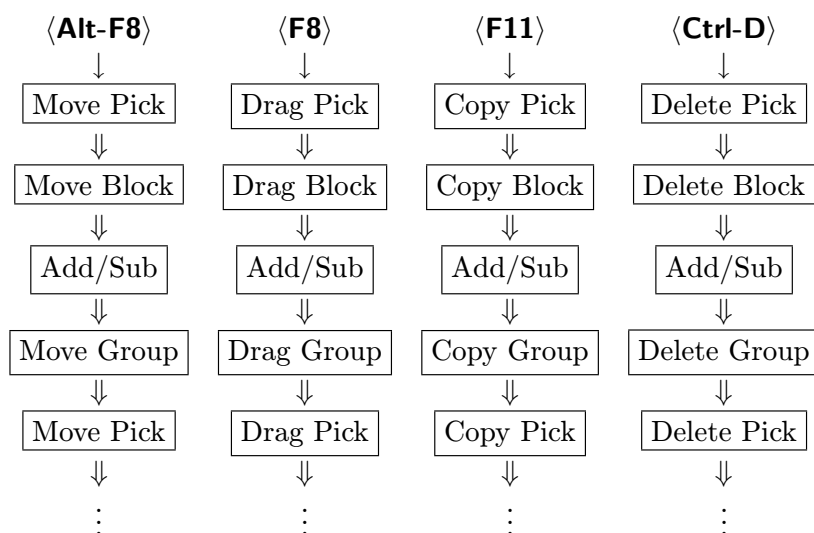 ⟨Alt-F8⟩ ⟨F8⟩ ⟨F11⟩ ⟨Ctrl-D⟩
Move Pick Drag Pick Copy Pick Delete Pick
Move Block Drag Block Copy Block Delete Block
Add/Sub Add/Sub Add/Sub Add/Sub
Move Group Drag Group Copy Group Delete Group
Move Pick Drag Pick Copy Pick Delete Pick